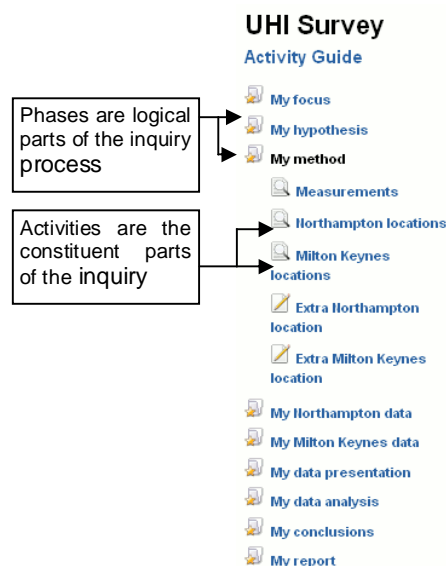 UHI Survey
Activity Guide
My focus
Phases are logical
parts of the inquiry
process
My hypothesis
My method
Measurements
Activities are the
constituent parts
of the inquiry
Northampton locations
Milton Keynes
locations
Extra Northampton
location
Extra Milton Keynes
location
My Northampton data
My Milton Keynes data
My data presentation
My data analysis
My conclusions
My report